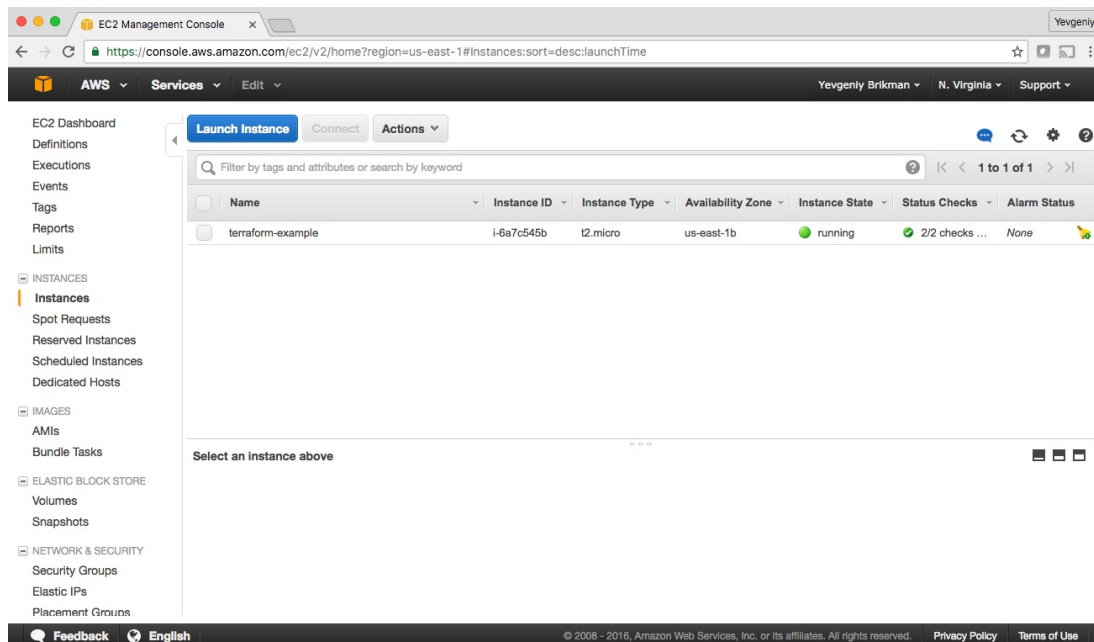 EC2 Management Console
Yevgeniy
https://console.aws.amazon.com/ec2/v2/home?region=us-east-1#Instances:sort=desc:launchTime
AWS Services Edit Yevgeniy Brikman N. Virginia Support
EC2 Dashboard
Definitions
Executions
Events
Tags
Reports
Limits
INSTANCES
Instances
Spot Requests
Reserved Instances
Scheduled Instances
Dedicated Hosts
IMAGES
AMIs
Bundle Tasks
ELASTIC BLOCK STORE
Volumes
Snapshots
NETWORK & SECURITY
Security Groups
Elastic IPs
Placement Groups
Launch Instance Connect Actions
Filter by tags and attributes or search by keyword 1 to 1 of 1
Name Instance ID Instance Type Availability Zone Instance State Status Checks Alarm Status
terraform-example i-6a7c545b t2.micro us-east-1b running 2/2 checks ... None
Select an instance above
Feedback English © 2008 - 2016, Amazon Web Services, Inc. or its affiliates. All rights reserved. Privacy Policy Terms of Use